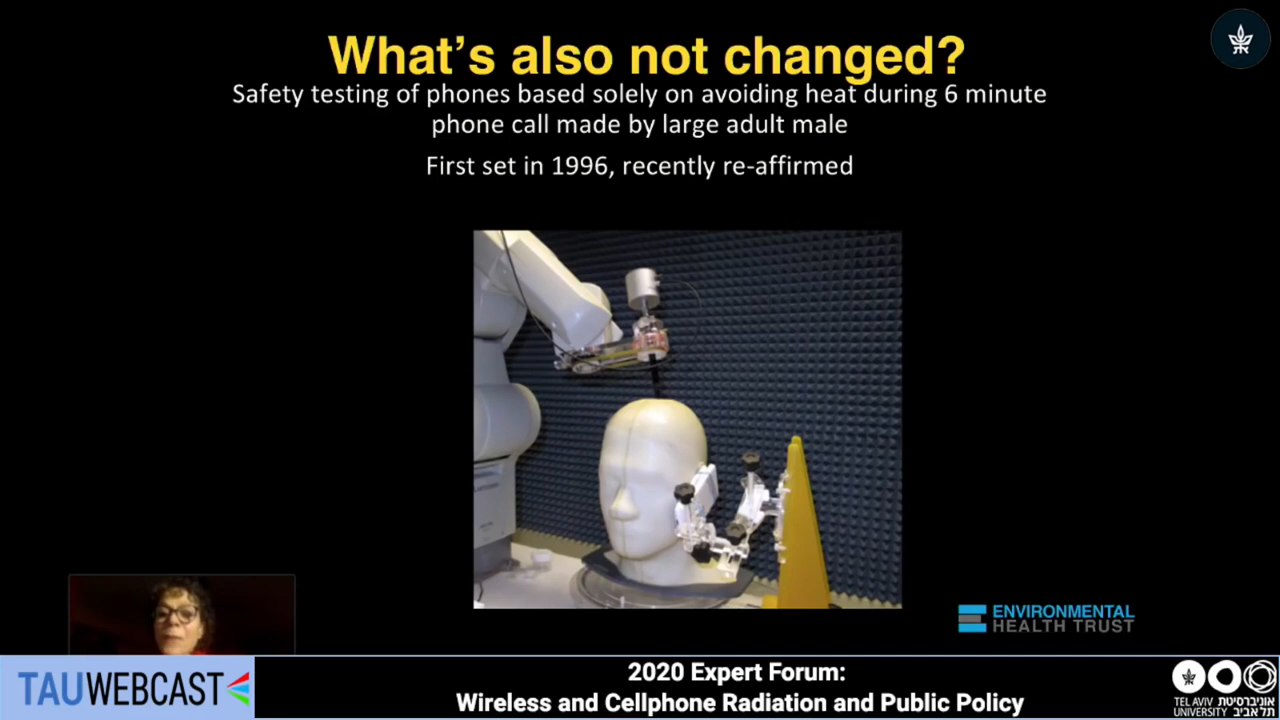 What's also not changed?
Safety testing of phones based solely on avoiding heat during 6 minute
phone call made by large adult male
First set in 1996, recently re-affirmed
ENVIRONMENTAL
HEALTH TRUST
TAUWEBCAST
2020 Expert Forum:
Wireless and Cellphone Radiation and Public Policy
TEL AVIV אוניברסיטת
UNIVERSITY תל אביב